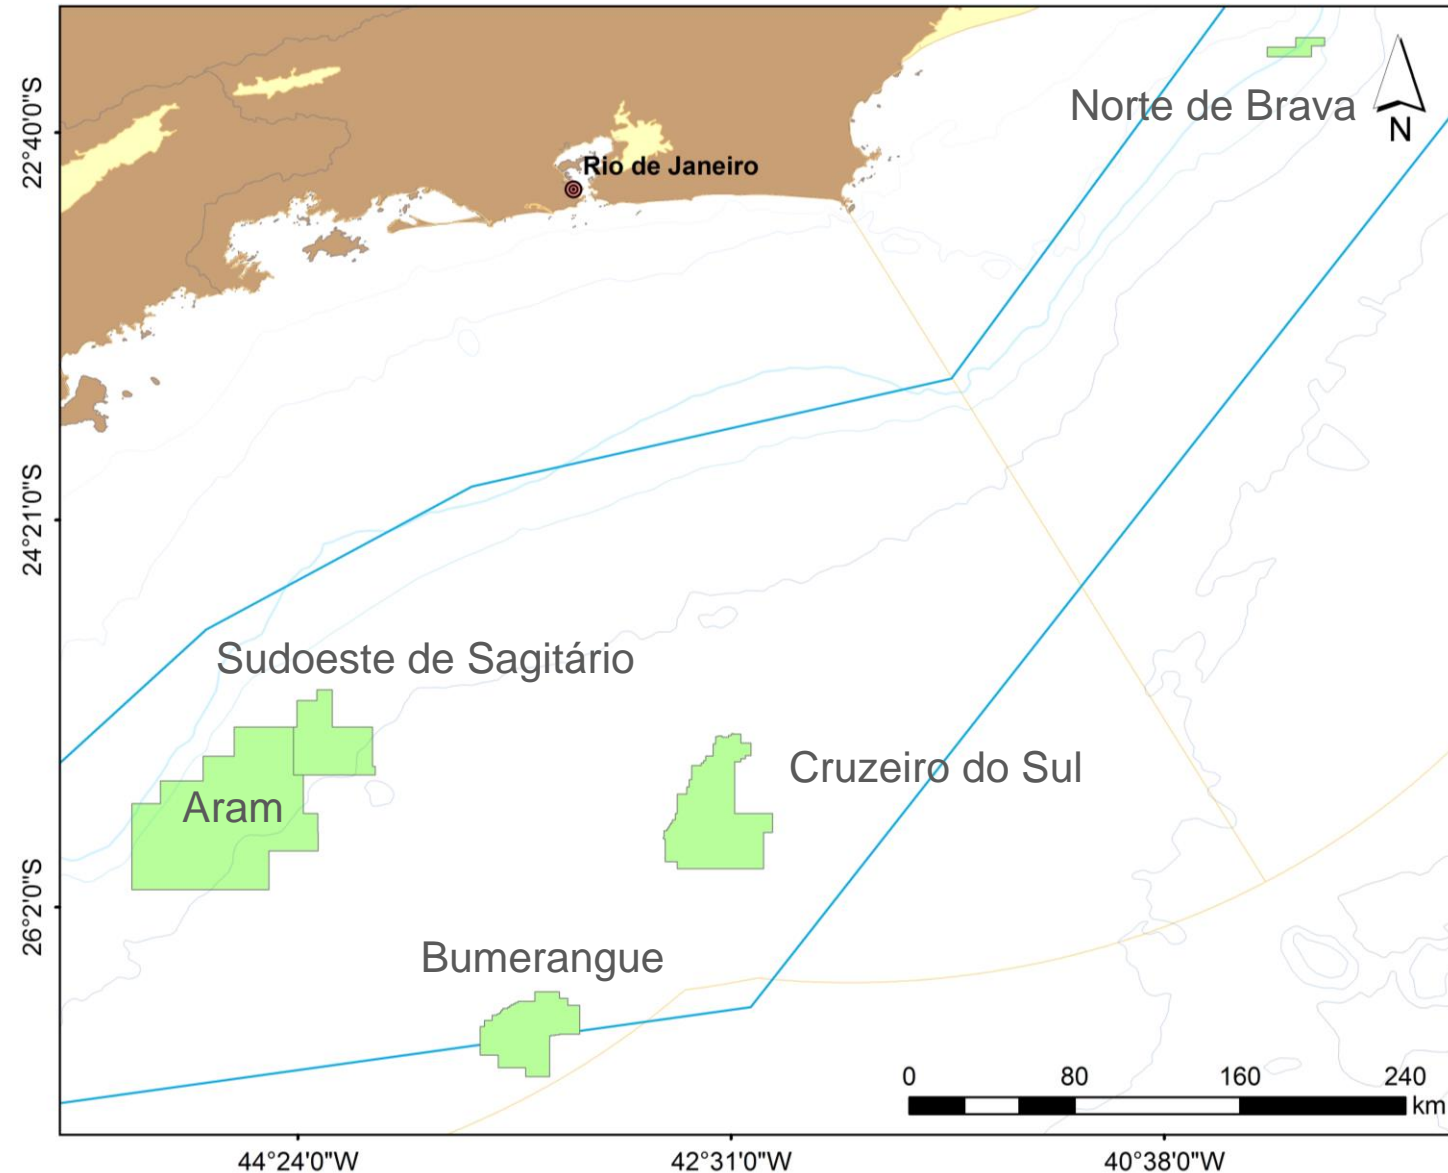 22°40'0"S
Norte de Brava
N
Rio de Janeiro
24°21'0"S
Sudoeste de Sagitário
Cruzeiro do Sul
Aram
26°2'0"S
Bumerangue
0 80 160 240
km
44°24'0"W 42°31'0"W 40°38'0"W